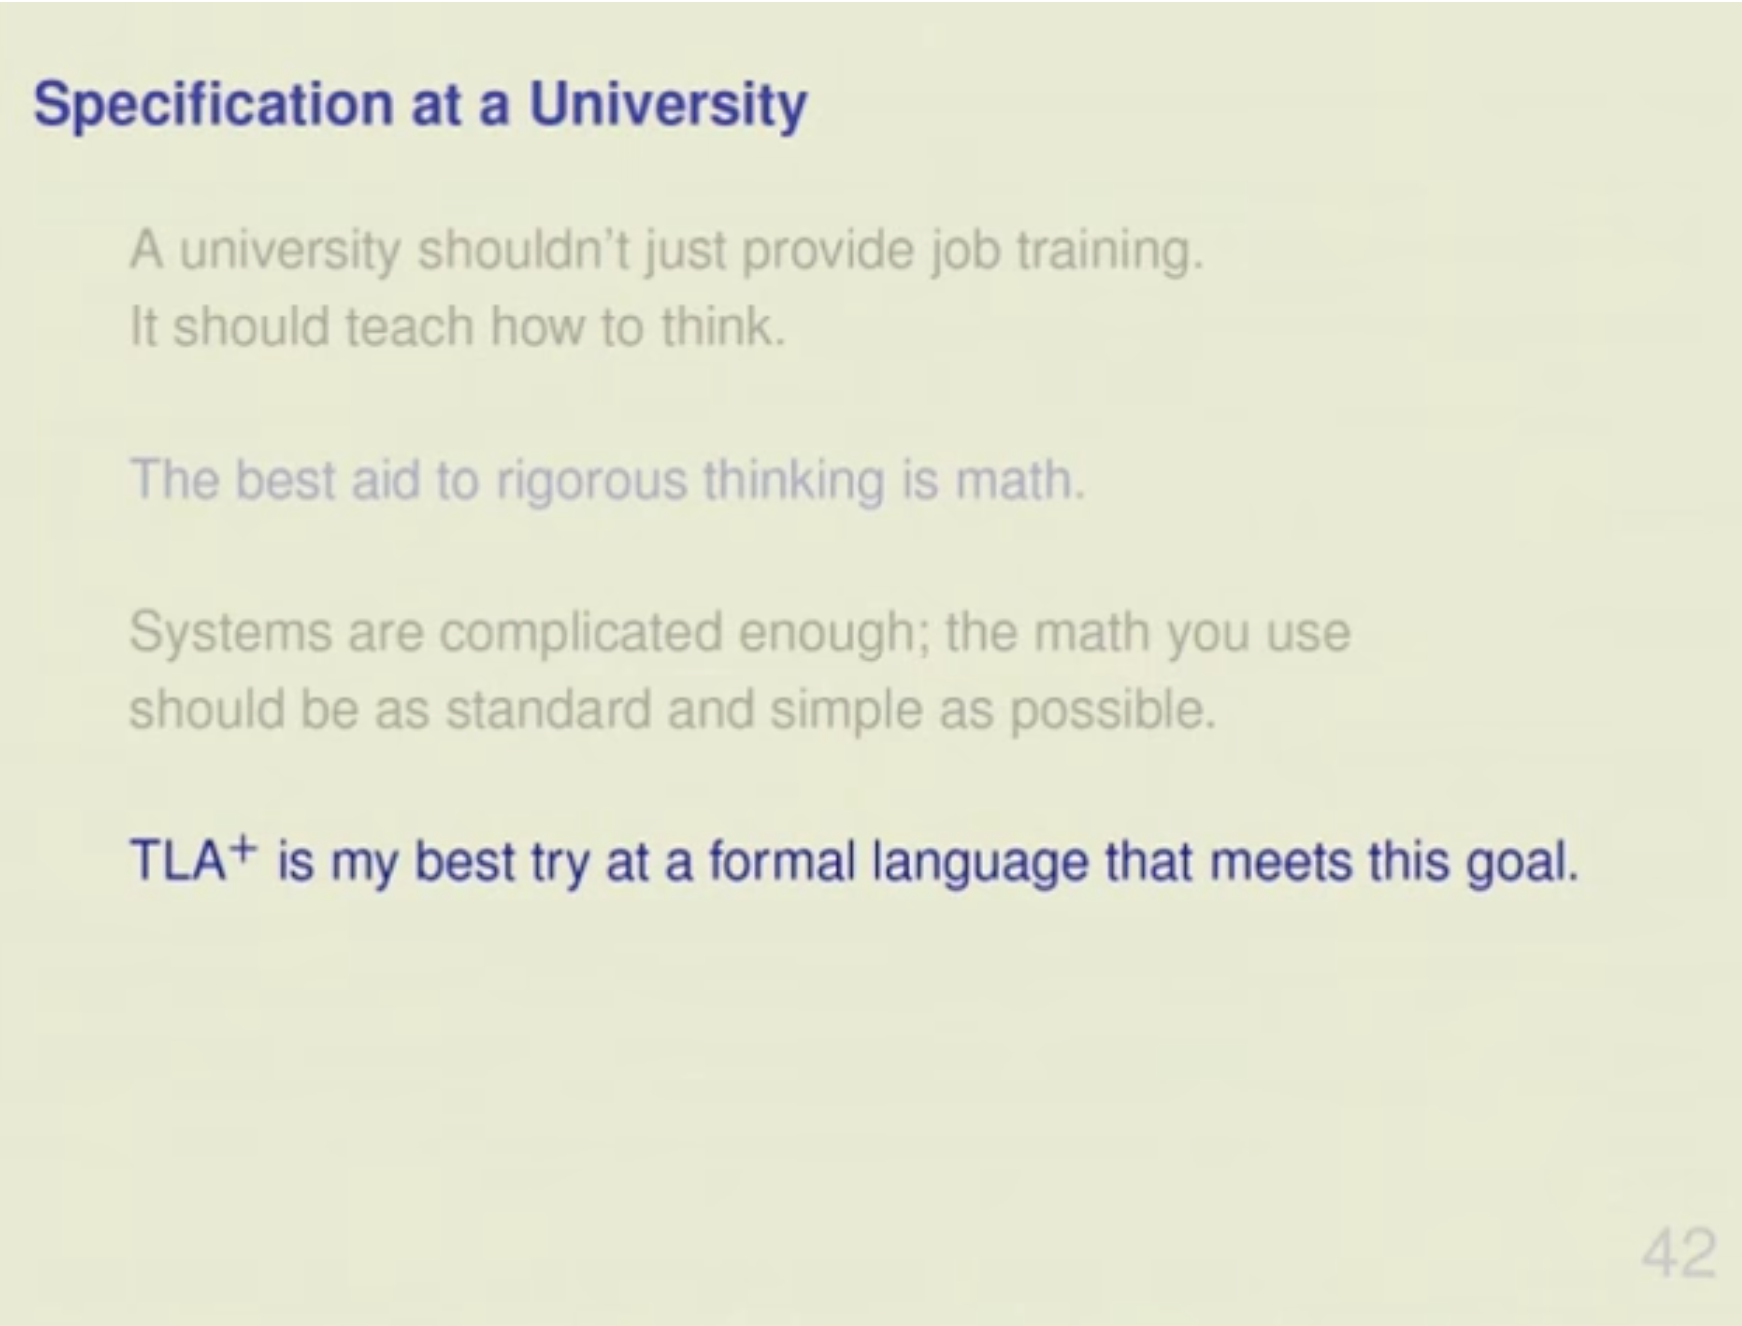 Specification at a University
A university shouldn't just provide job training.
It should teach how to think.
The best aid to rigorous thinking is math.
Systems are complicated enough; the math you use
should be as standard and simple as possible.
TLA⁺ is my best try at a formal language that meets this goal.
42